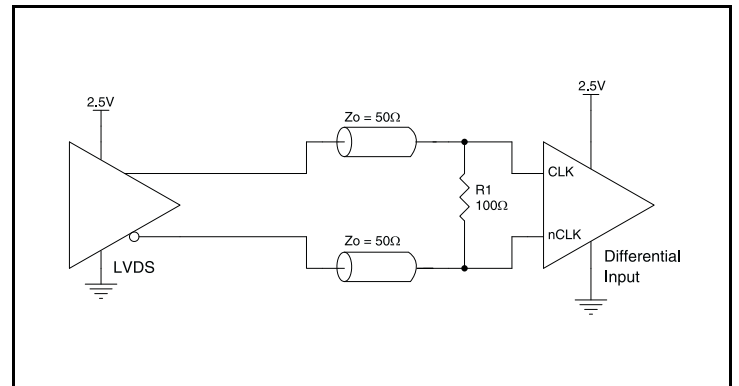 2.5V
2.5V
Zo = 50Ω
CLK
R1
100Ω
nCLK
Zo = 50Ω
LVDS
Differential
Input